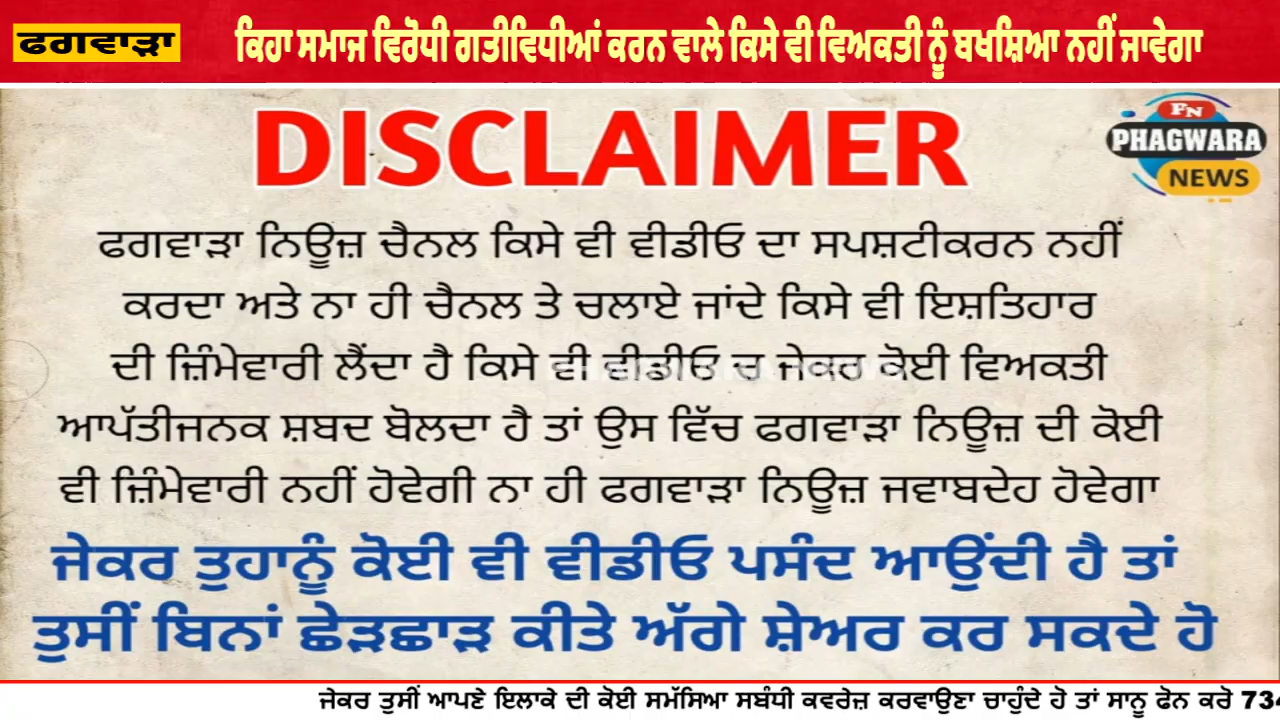 ਫਗਵਾੜਾ
ਕਿਹਾ ਸਮਾਜ ਵਿਰੋਧੀ ਗਤੀਵਿਧੀਆਂ ਕਰਨ ਵਾਲੇ ਕਿਸੇ ਵੀ ਵਿਅਕਤੀ ਨੂੰ ਬਖਸ਼ਿਆ ਨਹੀਂ ਜਾਵੇਗਾ
DISCLAIMER
FN
PHAGWARA
NEWS
ਫਗਵਾੜਾ ਨਿਊਜ਼ ਚੈਨਲ ਕਿਸੇ ਵੀ ਵੀਡੀਓ ਦਾ ਸਪਸ਼ਟੀਕਰਨ ਨਹੀਂ
ਕਰਦਾ ਅਤੇ ਨਾ ਹੀ ਚੈਨਲ ਤੇ ਚਲਾਏ ਜਾਂਦੇ ਕਿਸੇ ਵੀ ਇਸ਼ਤਿਹਾਰ
ਦੀ ਜ਼ਿੰਮੇਵਾਰੀ ਲੈਂਦਾ ਹੈ ਕਿਸੇ ਵੀ ਵੀਡੀਓ ਚ ਜੇਕਰ ਕੋਈ ਵਿਅਕਤੀ
ਆਪੱਤੀਜਨਕ ਸ਼ਬਦ ਬੋਲਦਾ ਹੈ ਤਾਂ ਉਸ ਵਿੱਚ ਫਗਵਾੜਾ ਨਿਊਜ਼ ਦੀ ਕੋਈ
ਵੀ ਜ਼ਿੰਮੇਵਾਰੀ ਨਹੀਂ ਹੋਵੇਗੀ ਨਾ ਹੀ ਫਗਵਾੜਾ ਨਿਊਜ਼ ਜਵਾਬਦੇਹ ਹੋਵੇਗਾ
ਜੇਕਰ ਤੁਹਾਨੂੰ ਕੋਈ ਵੀ ਵੀਡੀਓ ਪਸੰਦ ਆਉਂਦੀ ਹੈ ਤਾਂ
ਤੁਸੀਂ ਬਿਨਾਂ ਛੇੜਛਾੜ ਕੀਤੇ ਅੱਗੇ ਸ਼ੇਅਰ ਕਰ ਸਕਦੇ ਹੋ
ਜੇਕਰ ਤੁਸੀਂ ਆਪਣੇ ਇਲਾਕੇ ਦੀ ਕੋਈ ਸਮੱਸਿਆ ਸਬੰਧੀ ਕਵਰੇਜ਼ ਕਰਵਾਉਣਾ ਚਾਹੁੰਦੇ ਹੋ ਤਾਂ ਸਾਨੂ ਫੋਨ ਕਰੋ